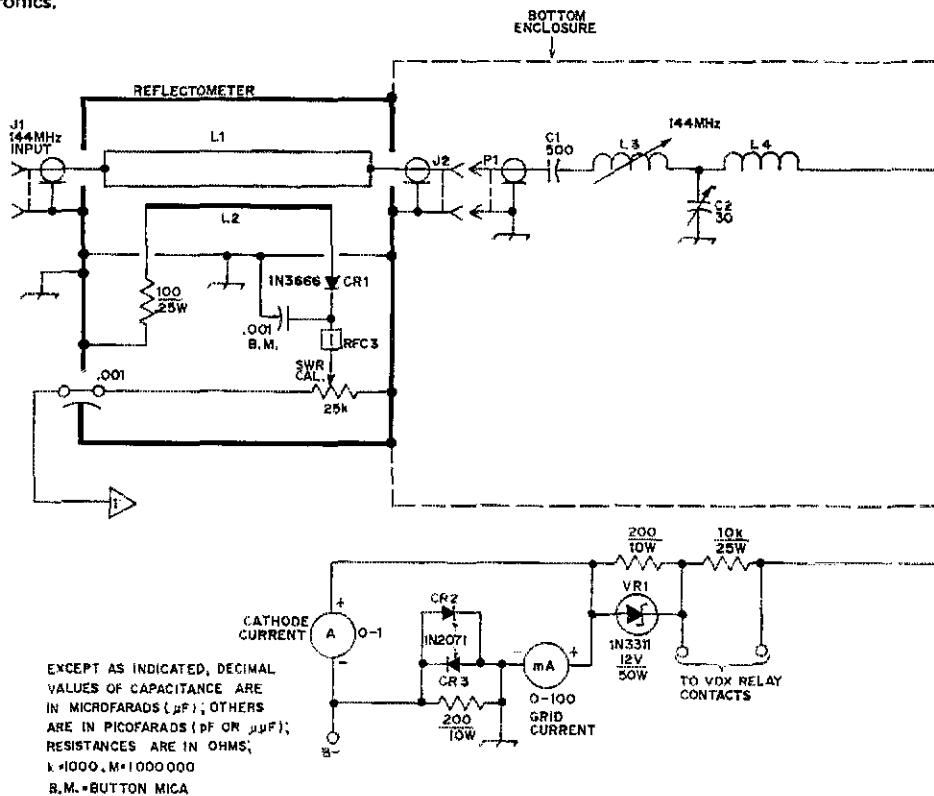 ronics.
BOTTOM
ENCLOSURE
REFLECTOMETER
J1
144MHz
INPUT
L1
J2
P1
C1
500
L3
144MHz
L4
C2
30
L2
100
25W
1N3666
CR1
.001
B.M.
RFC3
SWR
CAL.
25k
.001
1
200
10W
10k
25W
VR1
1N3311
12V
50W
TO VOX RELAY
CONTACTS
CATHODE
CURRENT
+
A
0-1
-
B-
CR2
1N2071
CR3
200
10W
-
mA
+
0-100
GRID
CURRENT
EXCEPT AS INDICATED, DECIMAL
VALUES OF CAPACITANCE ARE
IN MICROFARADS (µF); OTHERS
ARE IN PICOFARADS (pF OR µµF);
RESISTANCES ARE IN OHMS;
k=1000, M=1000000
B.M.=BUTTON MICA